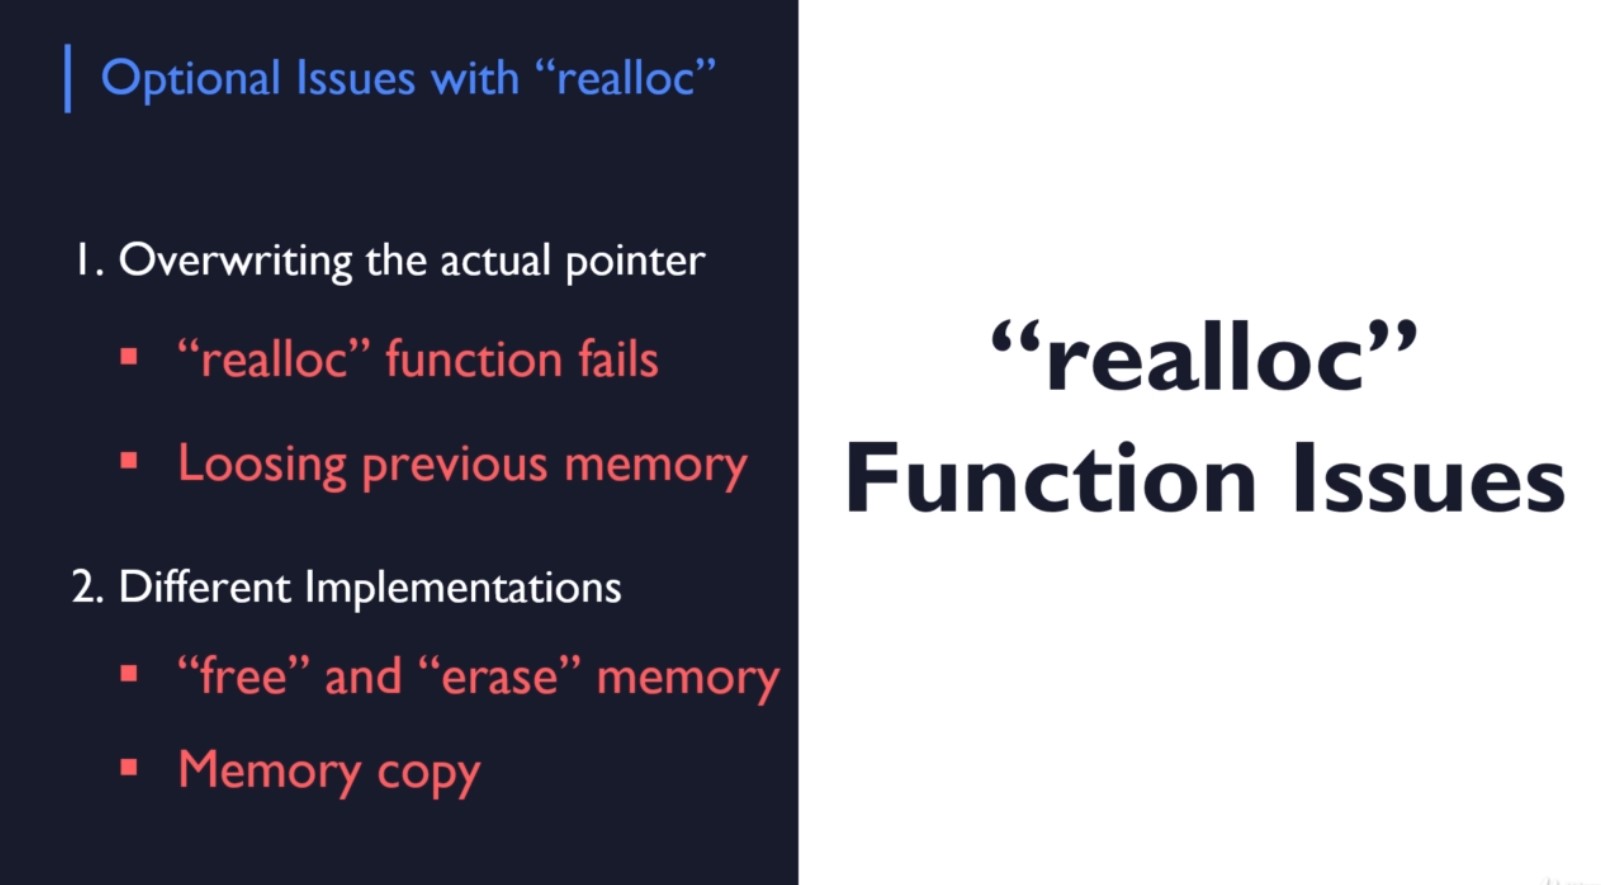 Optional Issues with “realloc”
1. Overwriting the actual pointer
▪ “realloc” function fails
▪ Loosing previous memory
2. Different Implementations
▪ “free” and “erase” memory
▪ Memory copy
“realloc”
Function Issues